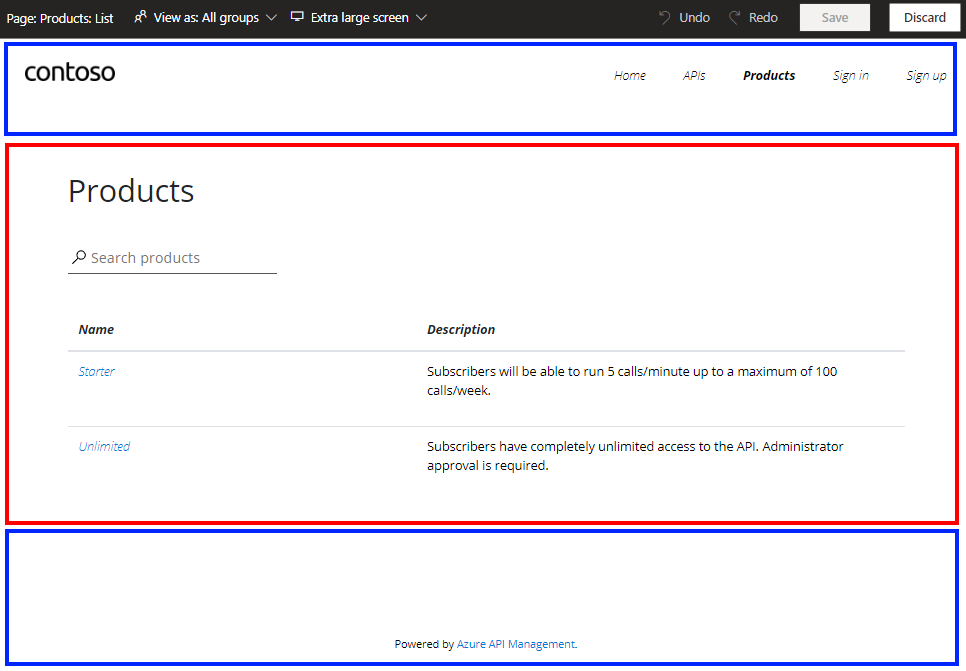 Page: Products: List View as: All groups Extra large screen Undo Redo Save Discard
contoso Home APIs Products Sign in Sign up
Products
Search products
Name Description
Starter Subscribers will be able to run 5 calls/minute up to a maximum of 100
calls/week.
Unlimited Subscribers have completely unlimited access to the API. Administrator
approval is required.
Powered by Azure API Management.